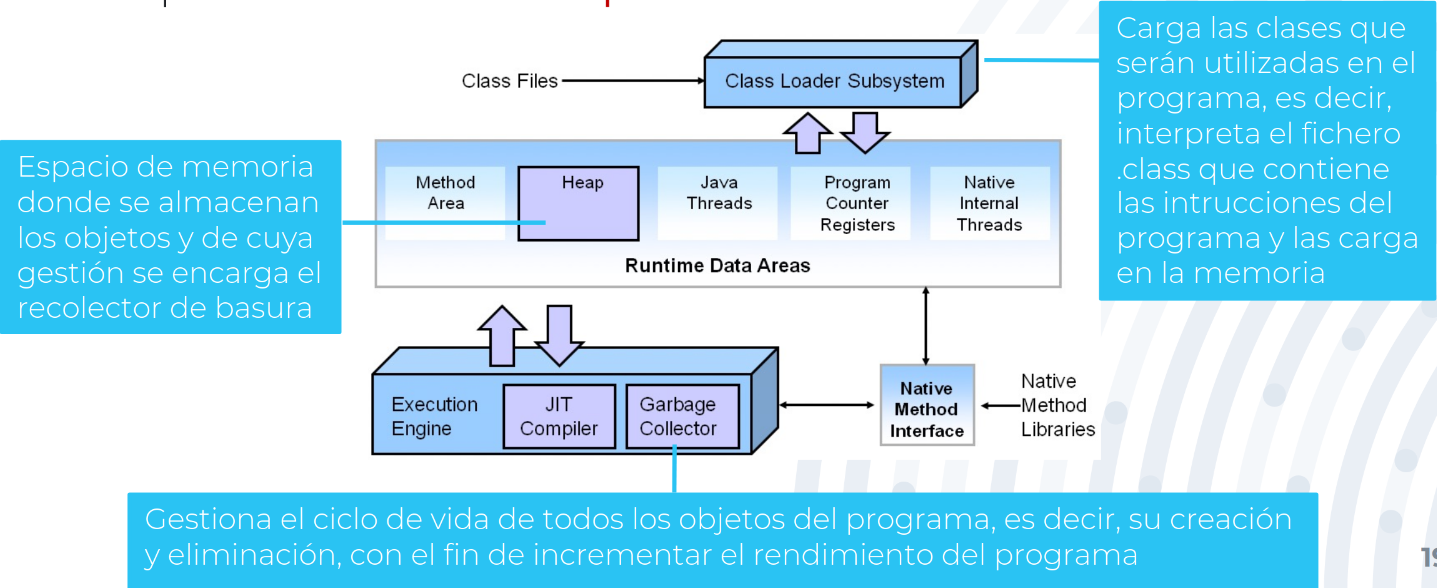 Carga las clases que
serán utilizadas en el
programa, es decir,
interpreta el fichero
.class que contiene
las intrucciones del
programa y las carga
en la memoria
Class Files
Class Loader Subsystem
Espacio de memoria
donde se almacenan
los objetos y de cuya
gestión se encarga el
recolector de basura
Method
Area
Heap
Java
Threads
Program
Counter
Registers
Native
Internal
Threads
Runtime Data Areas
Execution
Engine
JIT
Compiler
Garbage
Collector
Native
Method
Interface
Native
Method
Libraries
Gestiona el ciclo de vida de todos los objetos del programa, es decir, su creación
y eliminación, con el fin de incrementar el rendimiento del programa